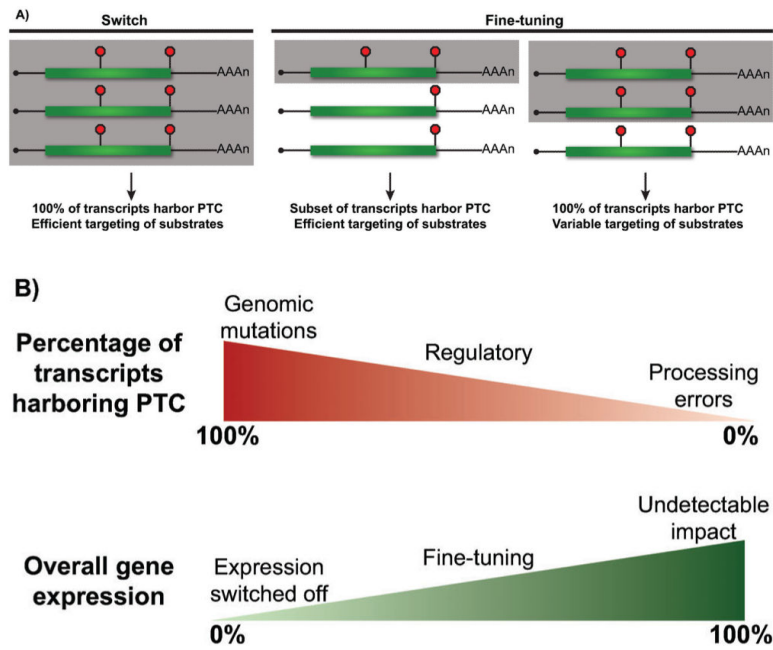 A)
Switch
Fine-tuning
AAAn
AAAn
AAAn
AAAn
AAAn
AAAn
AAAn
AAAn
AAAn
100% of transcripts harbor PTC
Efficient targeting of substrates
Subset of transcripts harbor PTC
Efficient targeting of substrates
100% of transcripts harbor PTC
Variable targeting of substrates
B)
Percentage of
transcripts
harboring PTC
Genomic
mutations
Regulatory
Processing
errors
100%
0%
Overall gene
expression
Expression
switched off
Fine-tuning
Undetectable
impact
0%
100%